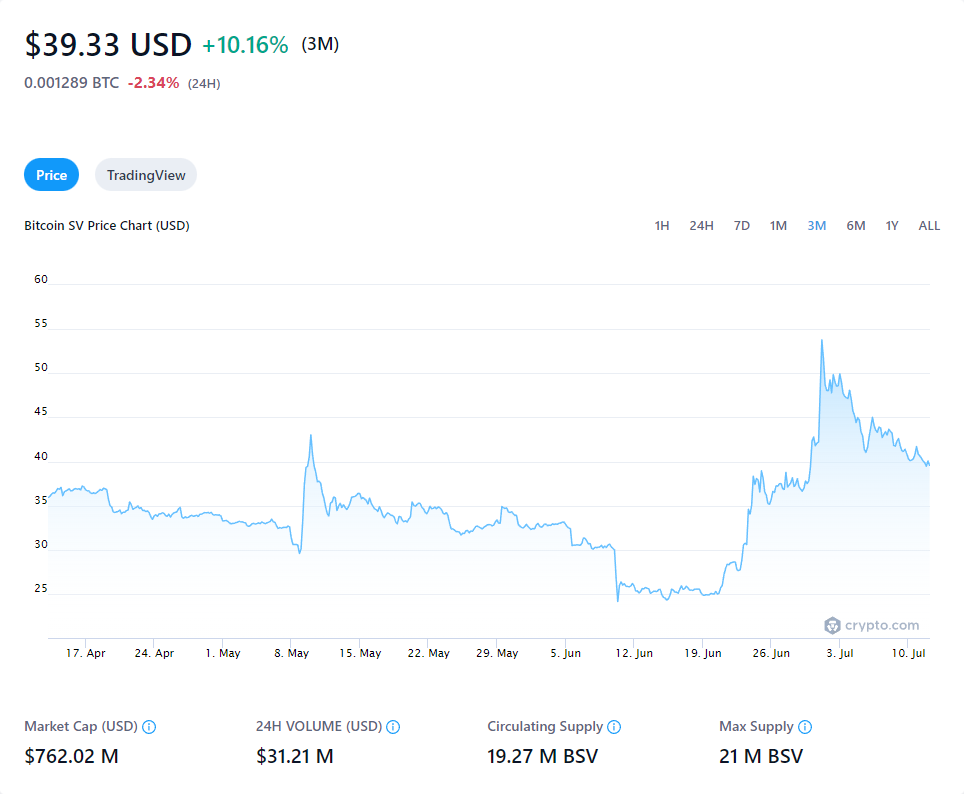 $39.33 USD +10.16% (3M)
0.001289 BTC -2.34% (24H)
Price TradingView
Bitcoin SV Price Chart (USD) 1H 24H 7D 1M 3M 6M 1Y ALL
60
55
50
45
40
35
30
25
crypto.com
17. Apr 24. Apr 1. May 8. May 15. May 22. May 29. May 5. Jun 12. Jun 19. Jun 26. Jun 3. Jul 10. Jul
Market Cap (USD) 24H VOLUME (USD) Circulating Supply Max Supply
$762.02 M $31.21 M 19.27 M BSV 21 M BSV